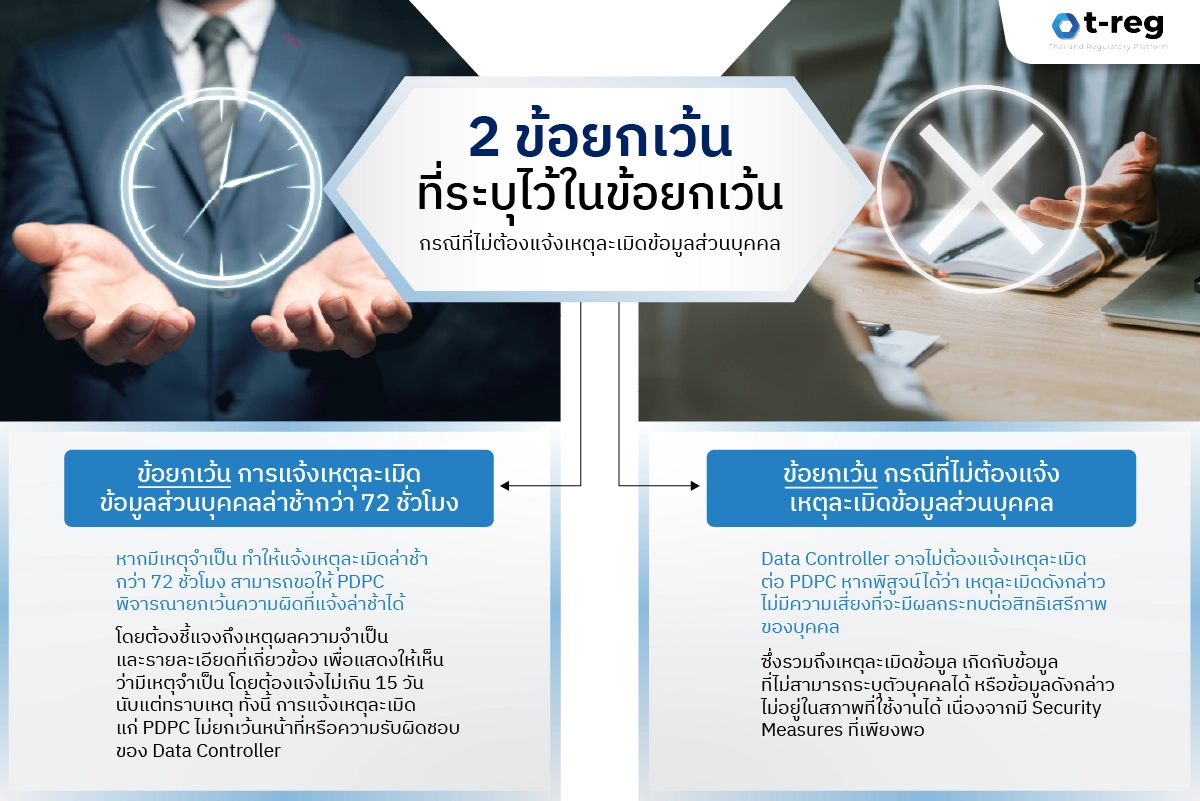 t-reg
Thailand Regulatory Platform
2 ข้อยกเว้น
ที่ระบุไว้ในข้อยกเว้น
กรณีที่ไม่ต้องแจ้งเหตุละเมิดข้อมูลส่วนบุคคล
ข้อยกเว้น การแจ้งเหตุละเมิด
ข้อมูลส่วนบุคคลล่าช้ากว่า 72 ชั่วโมง
หากมีเหตุจำเป็น ทำให้แจ้งเหตุละเมิดล่าช้า
กว่า 72 ชั่วโมง สามารถขอให้ PDPC
พิจารณายกเว้นความผิดที่แจ้งล่าช้าได้
โดยต้องชี้แจงถึงเหตุผลความจำเป็น
และรายละเอียดที่เกี่ยวข้อง เพื่อแสดงให้เห็น
ว่ามีเหตุจำเป็น โดยต้องแจ้งไม่เกิน 15 วัน
นับแต่ทราบเหตุ ทั้งนี้ การแจ้งเหตุละเมิด
แก่ PDPC ไม่ยกเว้นหน้าที่หรือความรับผิดชอบ
ของ Data Controller
ข้อยกเว้น กรณีที่ไม่ต้องแจ้ง
เหตุละเมิดข้อมูลส่วนบุคคล
Data Controller อาจไม่ต้องแจ้งเหตุละเมิด
ต่อ PDPC หากพิสูจน์ได้ว่า เหตุละเมิดดังกล่าว
ไม่มีความเสี่ยงที่จะมีผลกระทบต่อสิทธิเสรีภาพ
ของบุคคล
ซึ่งรวมถึงเหตุละเมิดข้อมูล เกิดกับข้อมูล
ที่ไม่สามารถระบุตัวบุคคลได้ หรือข้อมูลดังกล่าว
ไม่อยู่ในสภาพที่ใช้งานได้ เนื่องจากมี Security
Measures ที่เพียงพอ